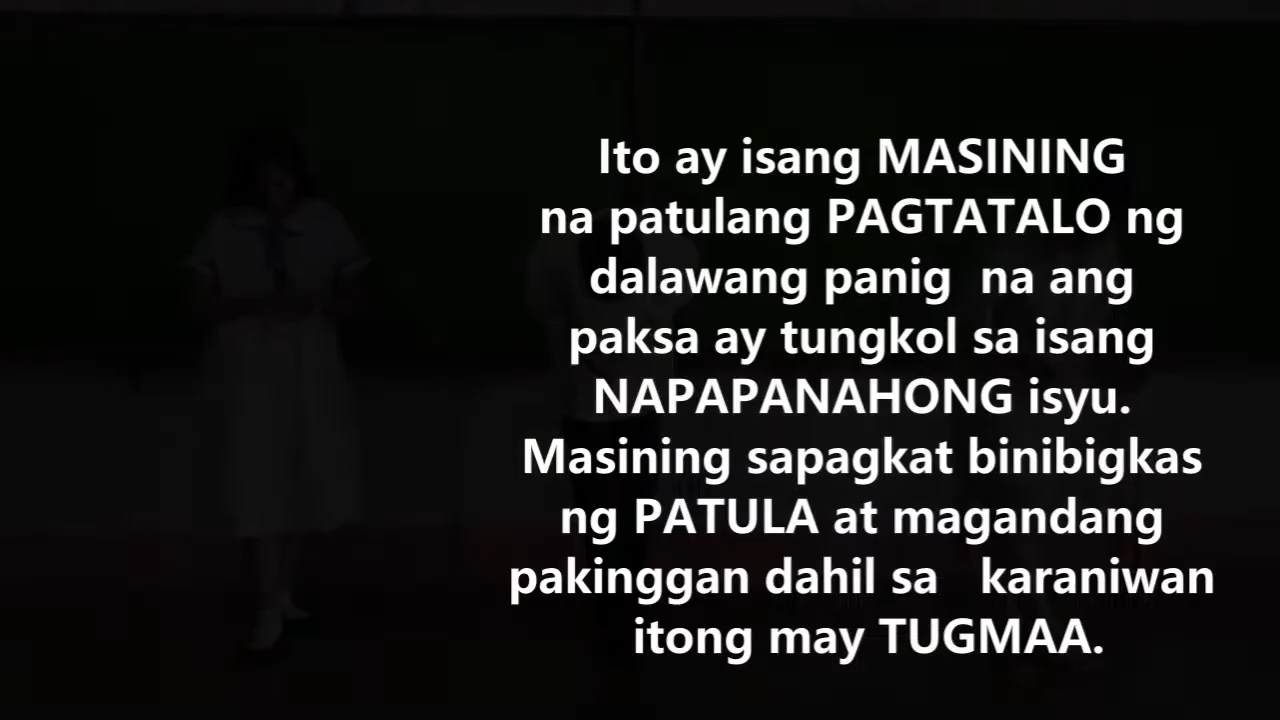 Ito ay isang MASINING
na patulang PAGTATALO ng
dalawang panig  na ang
paksa ay tungkol sa isang
NAPAPANAHONG isyu.
Masining sapagkat binibigkas
ng PATULA at magandang
pakinggan dahil sa   karaniwan
itong may TUGMAA.